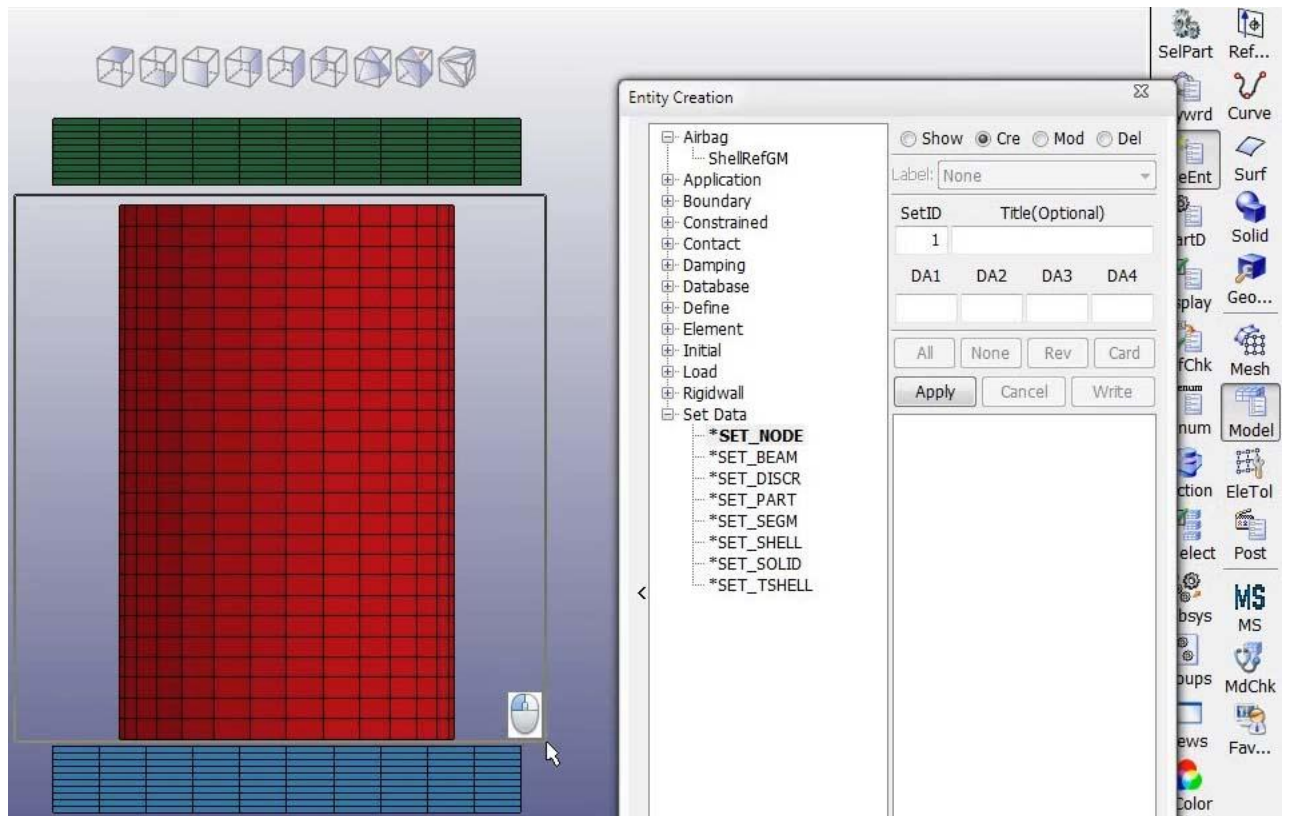 SelPart Ref...
Entity Creation
ywrd Curve
Airbag
ShellRefGM
Application
Boundary
Constrained
Contact
Damping
Database
Define
Element
Initial
Load
Rigidwall
Set Data
*SET_NODE
*SET_BEAM
*SET_DISCR
*SET_PART
*SET_SEGM
*SET_SHELL
*SET_SOLID
*SET_TSHELL
Show Cre Mod Del
Label: None
SetID Title(Optional)
1
DA1 DA2 DA3 DA4
All None Rev Card
Apply Cancel Write
eEnt Surf
artD Solid
splay Geo...
fChk Mesh
enum
num Model
ction EleTol
elect Post
MS
bsys MS
oups MdChk
ews Fav...
Color